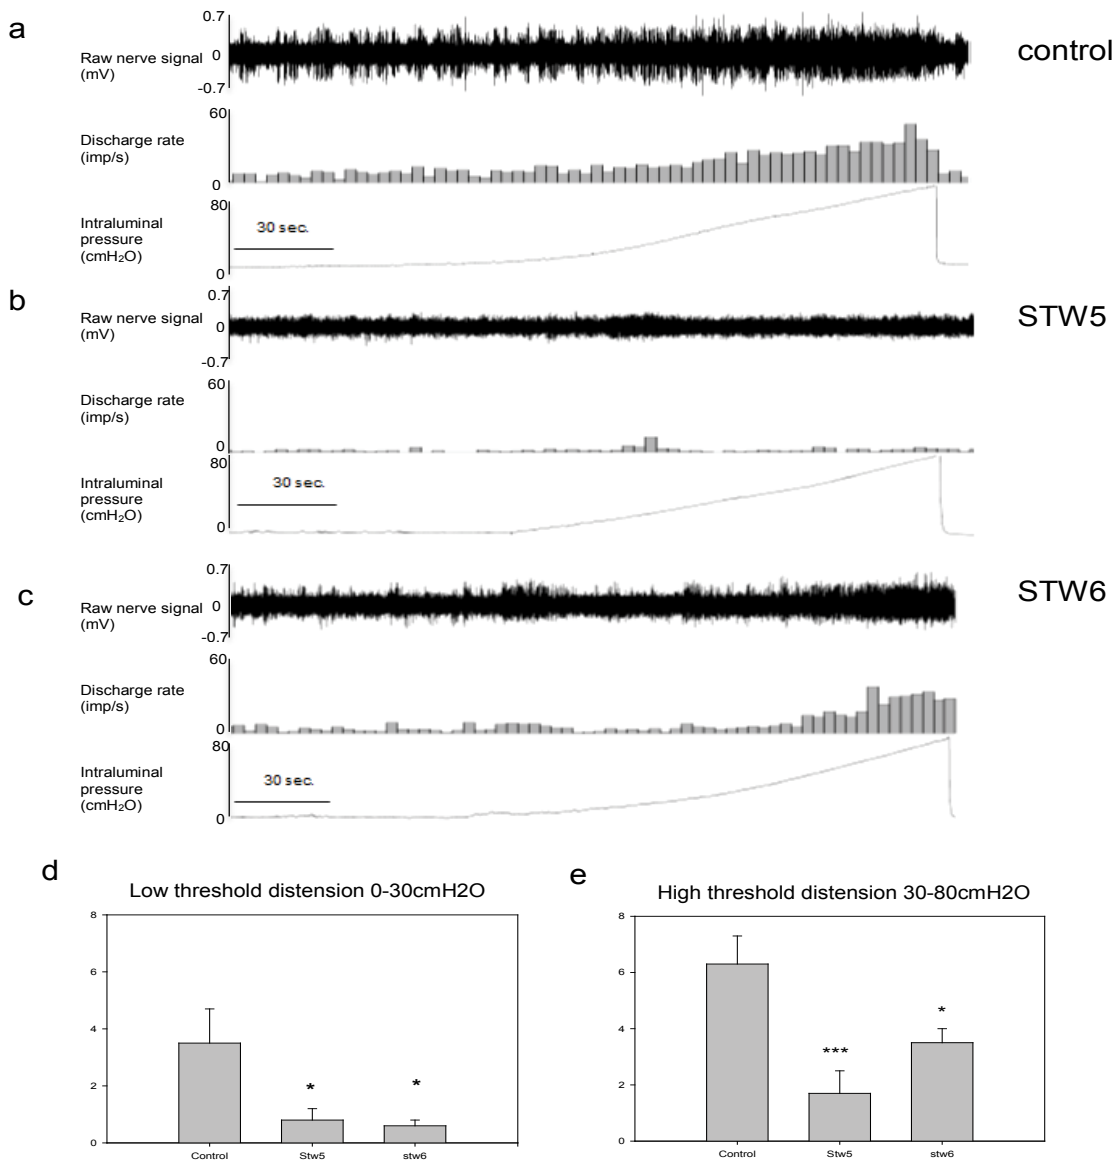 a
0.7
control
Raw nerve signal 0
(mV)
-0.7
60
Discharge rate
(imp/s)
0
80
Intraluminal
pressure
(cmH₂O)
30 sec.
0
b
0.7
STW5
Raw nerve signal
(mV)
0
-0.7
60
Discharge rate
(imp/s)
0
80
Intraluminal
pressure
(cmH₂O)
30 sec.
0
c
0.7
STW6
Raw nerve signal 0
(mV)
-0.7
60
Discharge rate
(imp/s)
0
80
Intraluminal
pressure
(cmH₂O)
30 sec.
0
d
Low threshold distension 0-30cmH2O
8
6
4
2
0
*
*
Control Stw5 stw6
e
High threshold distension 30-80cmH2O
8
6
4
2
0
***
*
Control Stw5 stw6